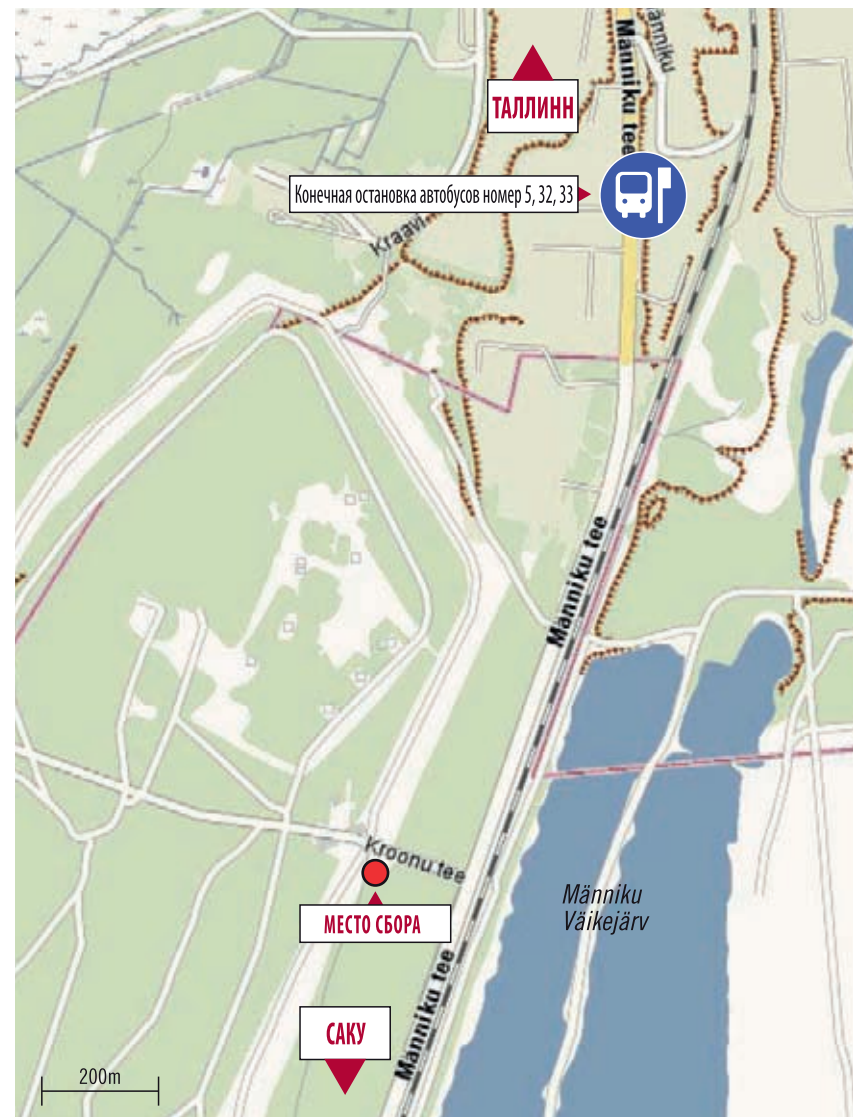 Männiku
Männiku tee
ТАЛЛИНН
Конечная остановка автобусов номер 5, 32, 33
Kraavi
Männiku tee
Kroonu tee
МЕСТО СБОРА
Männiku
Väikejärv
Männiku tee
САКУ
200m